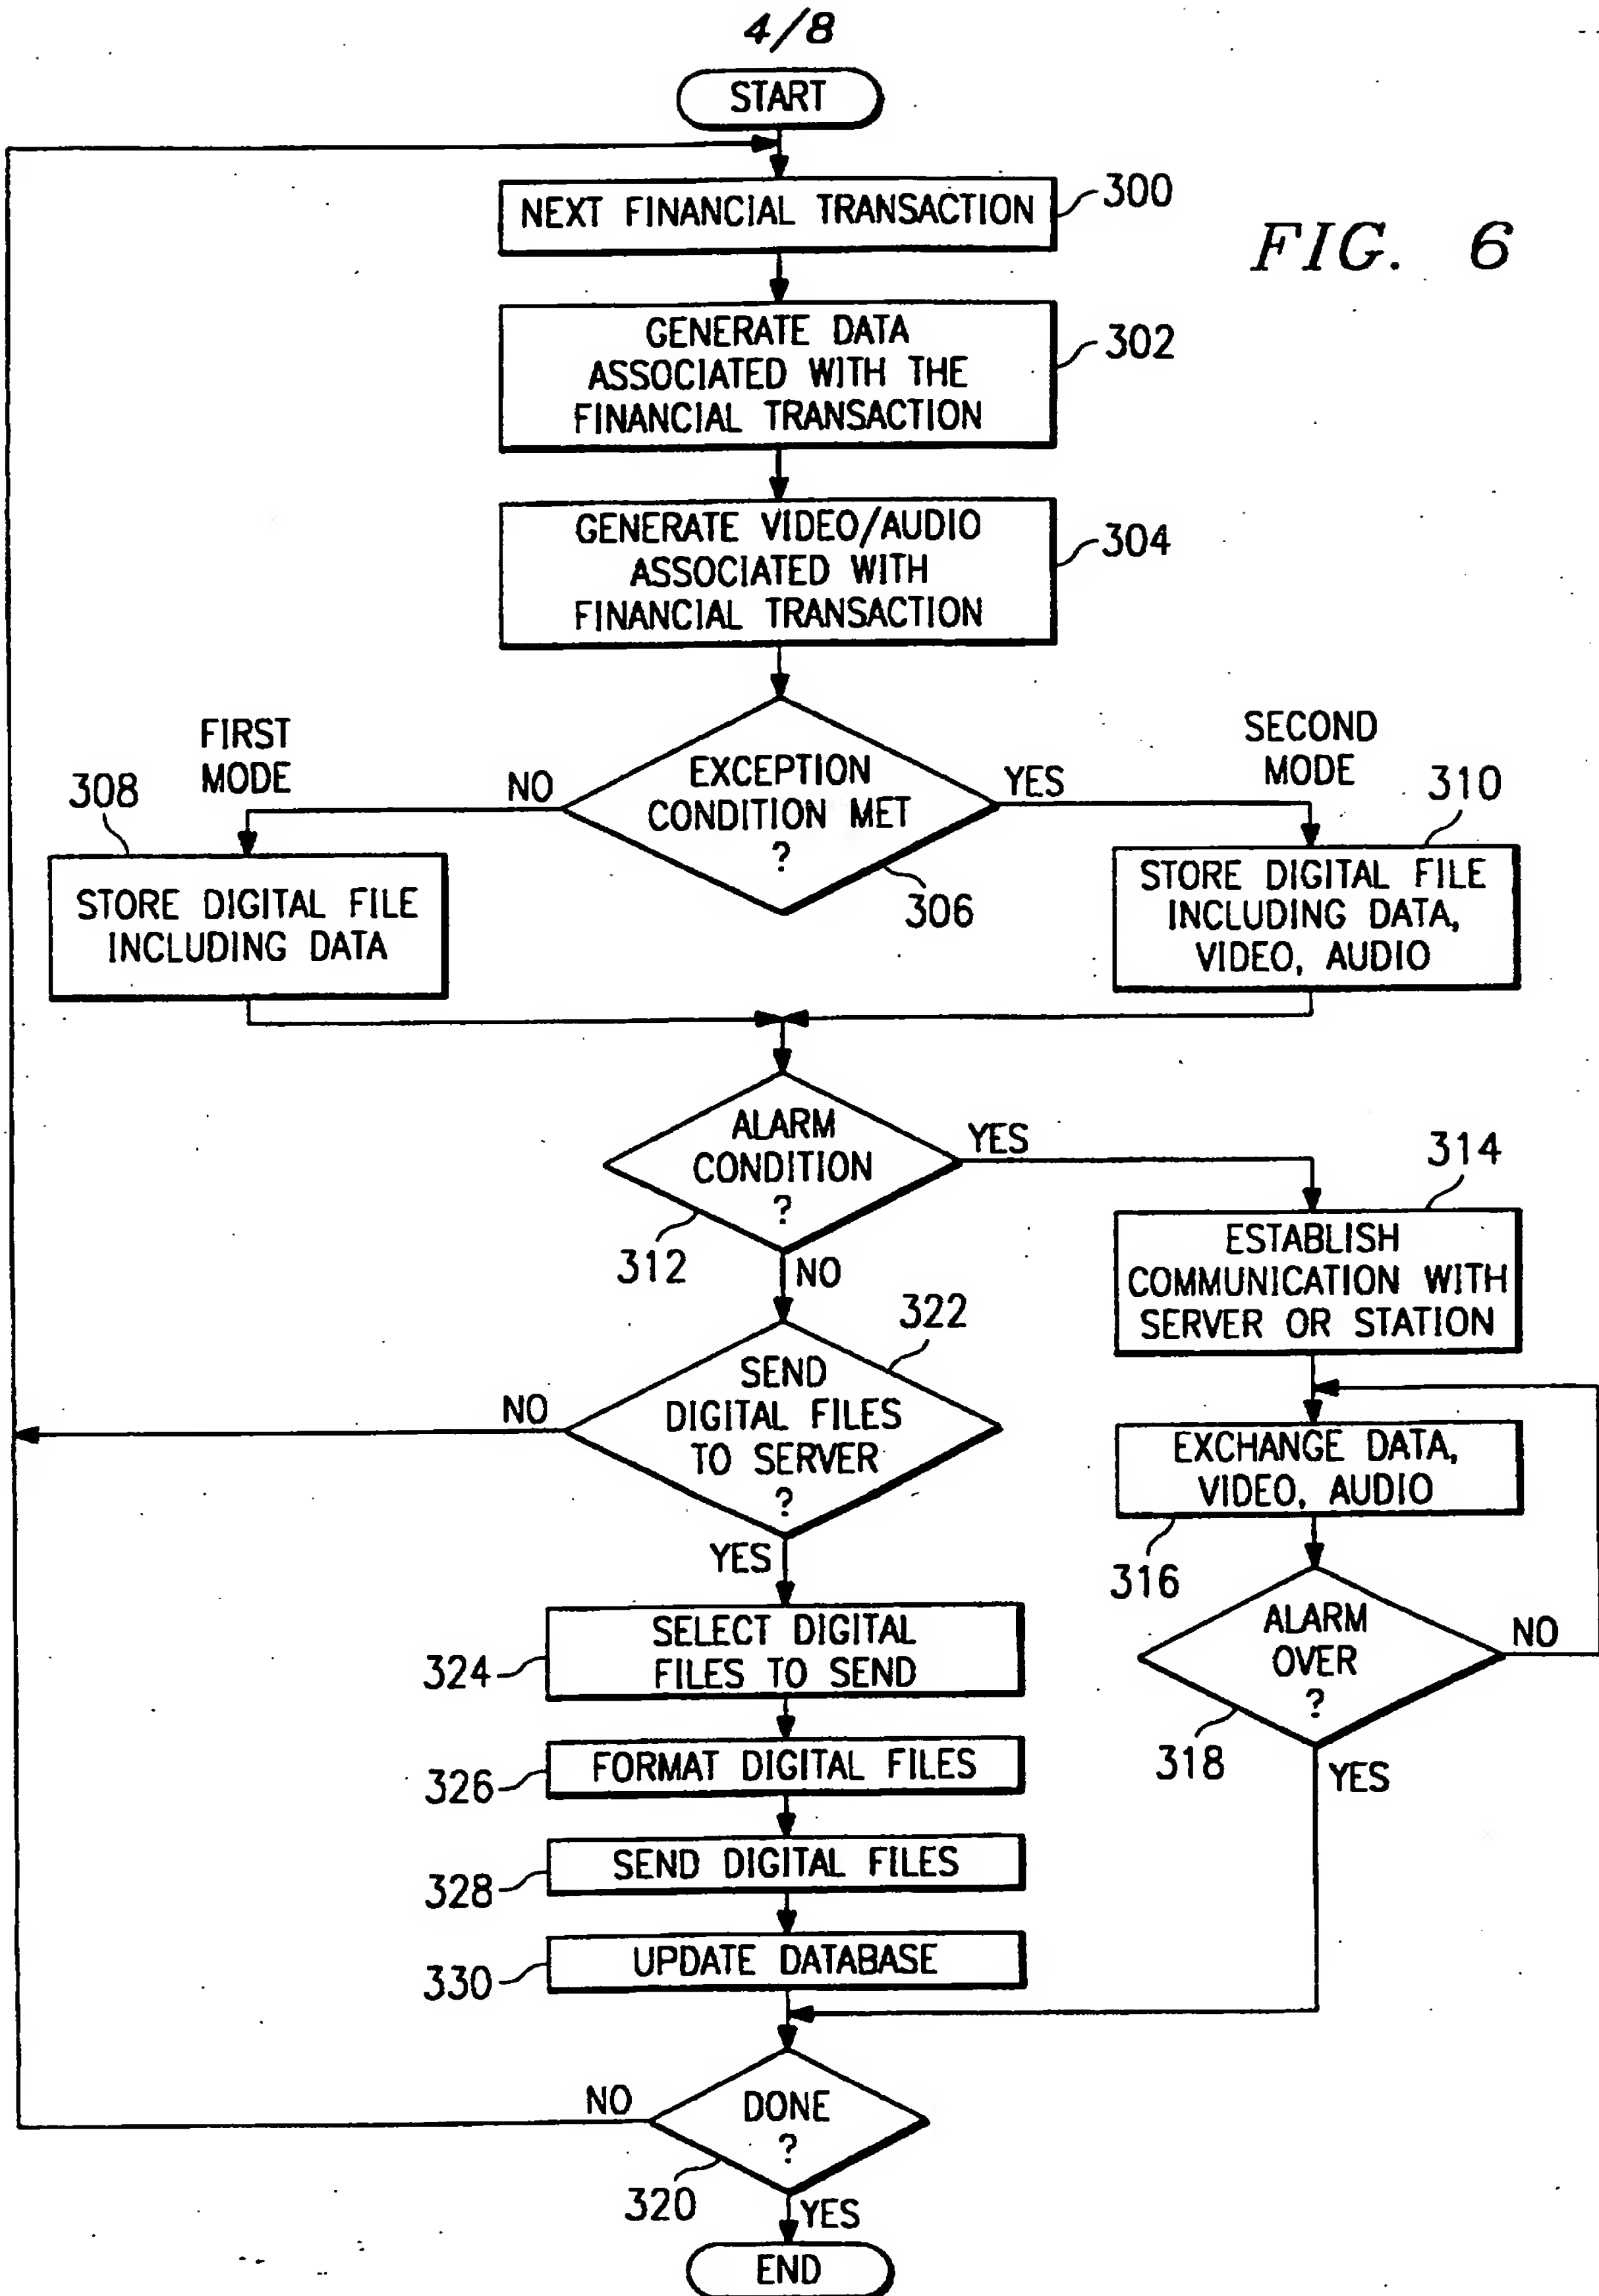 4/8
START
NEXT FINANCIAL TRANSACTION
300
FIG. 6
GENERATE DATA
ASSOCIATED WITH THE
FINANCIAL TRANSACTION
302
GENERATE VIDEO/AUDIO
ASSOCIATED WITH
FINANCIAL TRANSACTION
304
FIRST
MODE
308
NO
EXCEPTION
CONDITION MET
?
306
YES
SECOND
MODE
310
STORE DIGITAL FILE
INCLUDING DATA
STORE DIGITAL FILE
INCLUDING DATA,
VIDEO, AUDIO
ALARM
CONDITION
?
312
YES
NO
314
ESTABLISH
COMMUNICATION WITH
SERVER OR STATION
322
SEND
DIGITAL FILES
TO SERVER
?
NO
YES
EXCHANGE DATA,
VIDEO, AUDIO
316
ALARM
OVER
?
318
NO
YES
SELECT DIGITAL
FILES TO SEND
324
FORMAT DIGITAL FILES
326
SEND DIGITAL FILES
328
UPDATE DATABASE
330
DONE
?
NO
320
YES
END